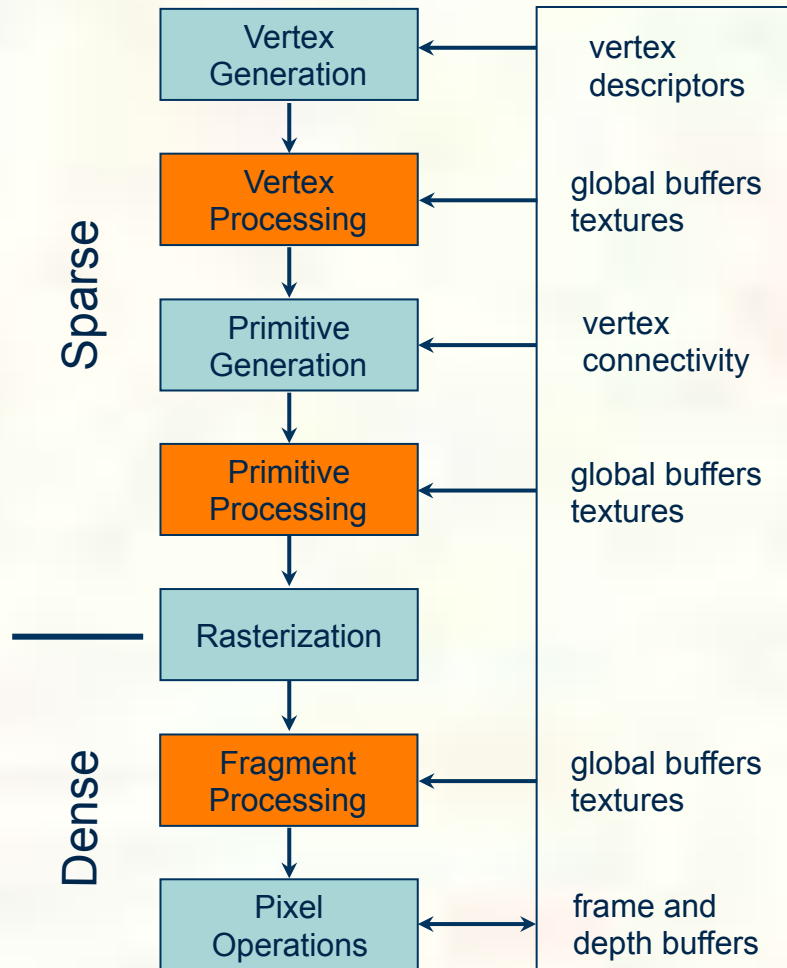 Vertex
Generation
vertex
descriptors
Vertex
Processing
global buffers
textures
Sparse
Primitive
Generation
vertex
connectivity
Primitive
Processing
global buffers
textures
Rasterization
Dense
Fragment
Processing
global buffers
textures
Pixel
Operations
frame and
depth buffers